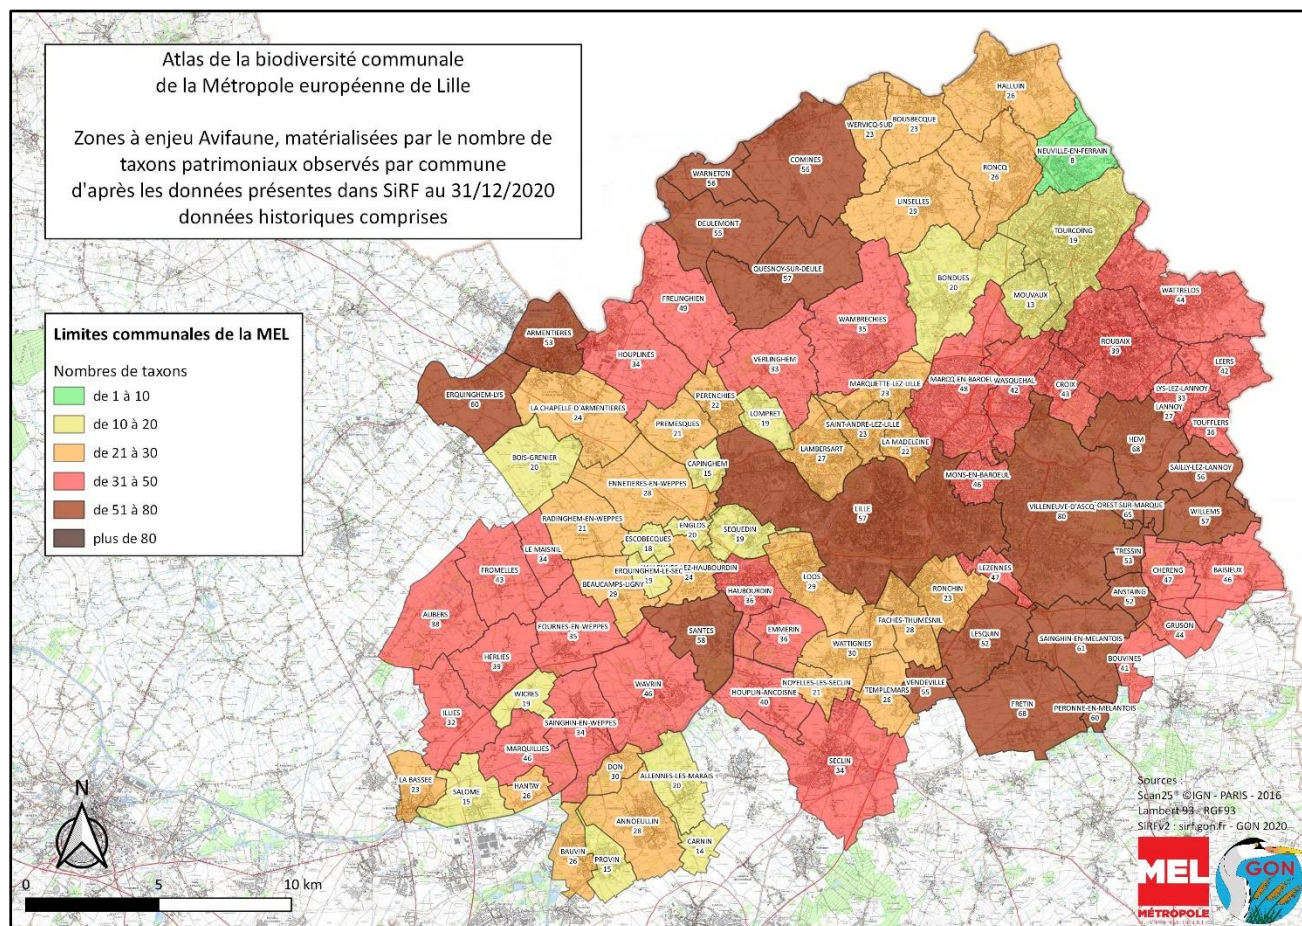 Atlas de la biodiversité communale
de la Métropole européenne de Lille
Zones à enjeu Avifaune, matérialisées par le nombre de
taxons patrimoniaux observés par commune
d'après les données présentes dans SiRF au 31/12/2020
données historiques comprises
Limites communales de la MEL
Nombres de taxons
de 1 à 10
de 10 à 20
de 21 à 30
de 31 à 50
de 51 à 80
plus de 80
HALLUIN
26
WERVICQ-SUD
23
BOUSBECQUE
23
NEUVILLE-EN-FERRAIN
8
RONCQ
26
COMINES
56
WARNETON
56
LINSELLES
29
DEULEMONT
55
TOURCOING
19
QUESNOY-SUR-DEULE
57
BONDUES
20
MOUVAUX
13
WATTRELOS
44
FRELINGHIEN
49
WAMBRECHIES
35
ARMENTIERES
53
ROUBAIX
39
HOUPLINES
34
VERLINGHEM
33
LEERS
42
MARQUETTE-LEZ-LILLE
23
MARCQ-EN-BAROEUL
48
WASQUEHAL
42
CROIX
43
LYS-LEZ-LANNOY
33
LANNOY
27
TOUFFLERS
36
ERQUINGHEM-LYS
60
LA CHAPELLE-D'ARMENTIERES
24
PERENCHIES
22
LOMPRET
19
PREMESQUES
21
SAINT-ANDRE-LEZ-LILLE
23
LA MADELEINE
22
LAMBERSART
27
HEM
68
BOIS-GRENIER
20
CAPINGHEM
15
MONS-EN-BAROEUL
46
SAILLY-LEZ-LANNOY
56
ENNETIERES-EN-WEPPES
28
LILLE
57
VILLENEUVE-D'ASCQ
80
FOREST-SUR-MARQUE
65
WILLEMS
57
RADINGHEM-EN-WEPPES
21
ENGLOS
20
SEQUEDIN
19
ESCOBECQUES
18
LE MAISNIL
34
TRESSIN
53
FROMELLES
43
ERQUINGHEM-LE-SEC
19
LEZ-HAUBOURDIN
24
LOOS
29
LEZENNES
47
CHERENG
47
BAISIEUX
46
BEAUCAMPS-LIGNY
29
HAUBOURDIN
36
RONCHIN
23
ANSTAING
52
AUBERS
38
FOURNES-EN-WEPPES
35
SANTES
58
EMMERIN
36
FACHES-THUMESNIL
28
LESQUIN
52
SAINGHIN-EN-MELANTOIS
61
GRUSON
44
HERLIES
39
WATTIGNIES
30
BOUVINES
41
WICRES
19
WAVRIN
46
HOUPLIN-ANCOISNE
40
NOYELLES-LES-SECLIN
21
TEMPLEMARS
26
VENDEVILLE
55
FRETIN
68
PERONNE-EN-MELANTOIS
60
ILLIES
32
SAINGHIN-EN-WEPPES
34
MARQUILLIES
46
SECLIN
34
LA BASSEE
23
SALOME
15
HANTAY
26
DON
30
ALLENNES-LES-MARAIS
20
ANNOEULLIN
28
CARNIN
14
BAUVIN
26
PROVIN
15
Sources :
Scan25° ©IGN - PARIS - 2016
Lambert 93 - RGF93
SiRFv2 : sirf.gon.fr - GON 2020
N
0 5 10 km
MEL
MÉTROPOLE
GON